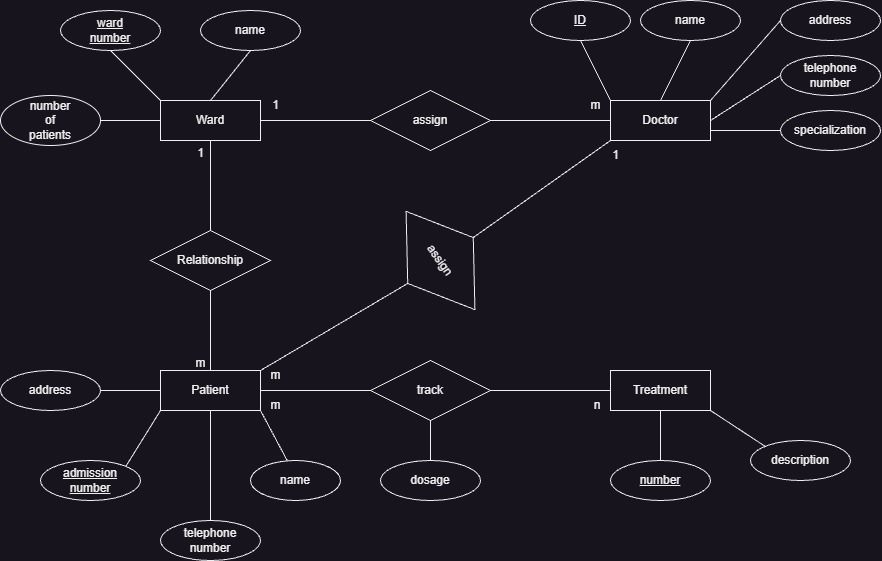 ward
number
name
ID
name
address
telephone
number
number
of
patients
Ward
1
assign
m
Doctor
specialization
1
1
assign
Relationship
m
m
address
Patient
track
Treatment
m
n
admission
number
name
dosage
number
description
telephone
number